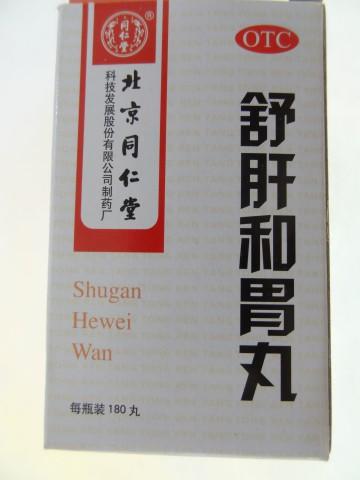 同仁堂
®
OTC
北京同仁堂
科技发展股份有限公司制药厂
舒肝和胃丸
Shugan
Hewei
Wan
每瓶装 180 丸